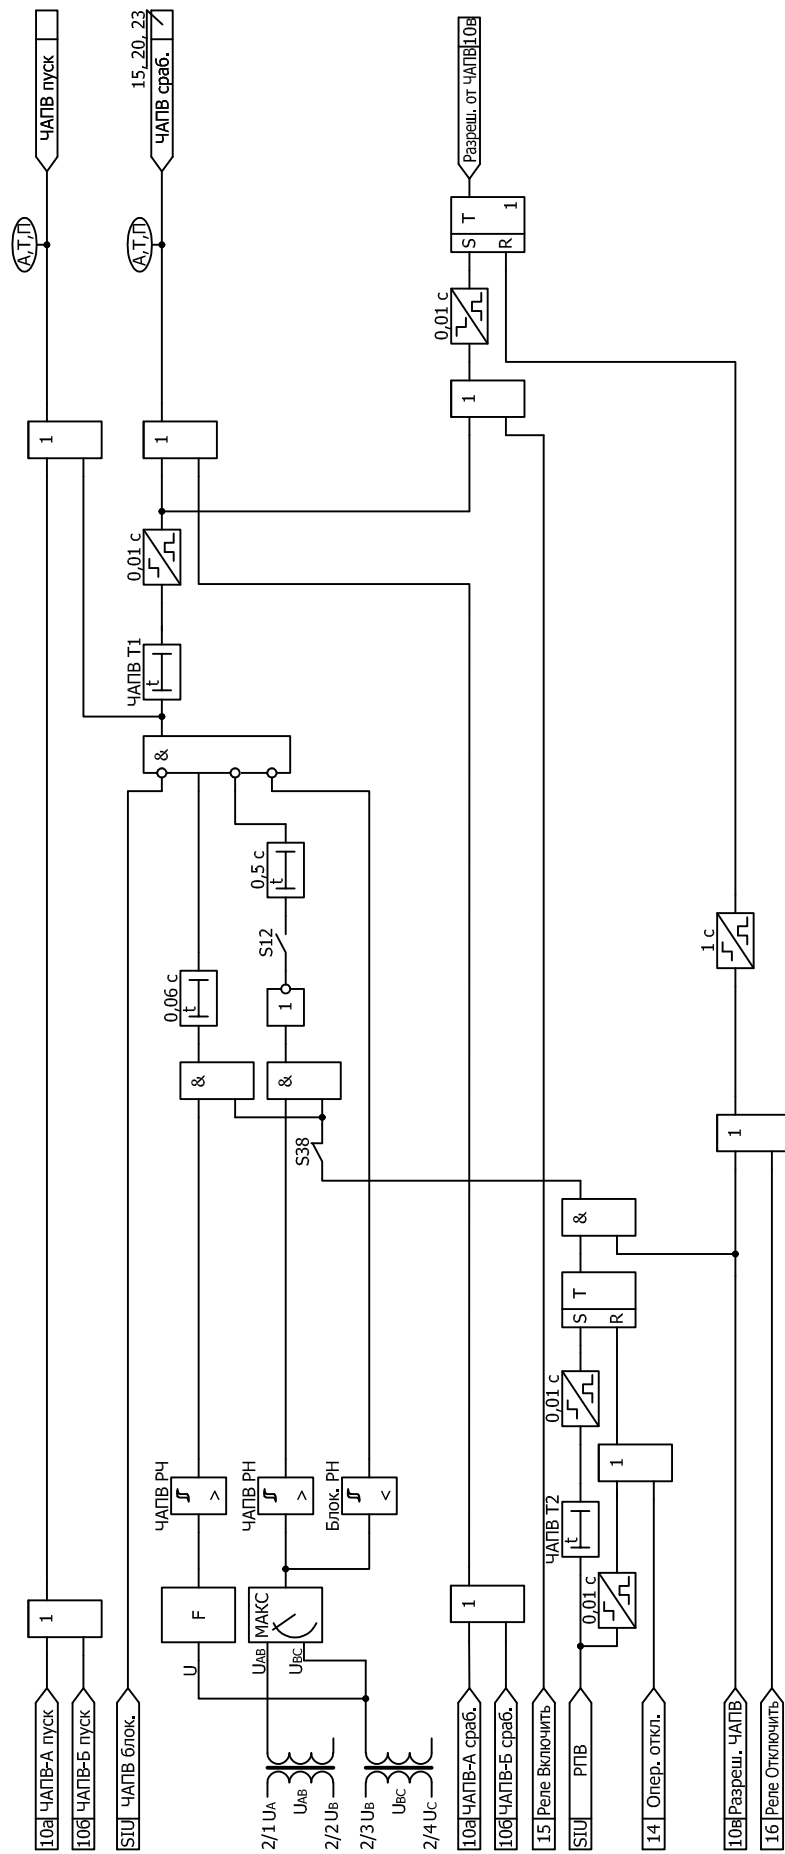 10а ЧАПВ-А пуск
10б ЧАПВ-Б пуск
1
1
А,Т,П
ЧАПВ пуск
SIU ЧАПВ блок.
2/1 UA
UAB
2/2 UB
2/3 UB
UBC
2/4 UC
U
UAB
UBC
F
МАКС
ЧАПВ РЧ
>
ЧАПВ РН
>
Блок. РН
<
&
&
S38
0,06 с
t
1
S12
0,5 с
t
&
ЧАПВ Т1
t
0,01 с
1
А,Т,П
15, 20, 23
ЧАПВ сраб.
10а ЧАПВ-А сраб.
10б ЧАПВ-Б сраб.
1
15 Реле Включить
1
0,01 с
S T
R 1
Разреш. от ЧАПВ 10в
SIU РПВ
0,01 с
ЧАПВ Т2
t
0,01 с
14 Опер. откл.
1
S T
R
&
10в Разреш. ЧАПВ
16 Реле Отключить
1
1 с